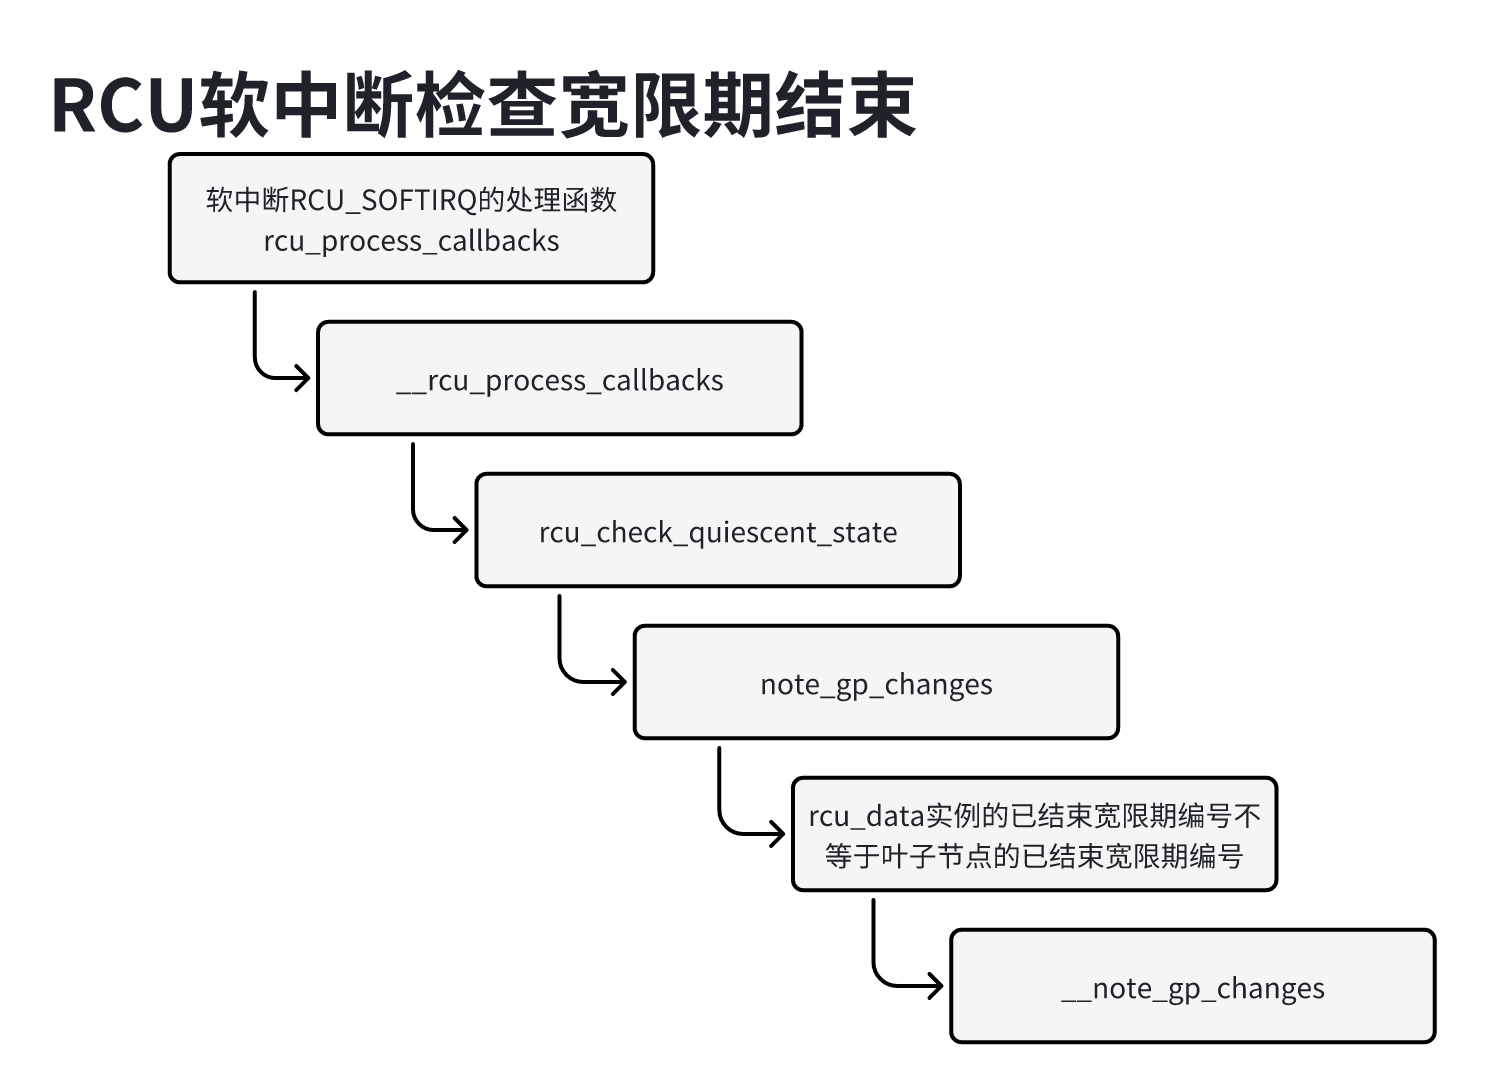 RCU软中断检查宽限期结束
软中断RCU_SOFTIRQ的处理函数
rcu_process_callbacks
__rcu_process_callbacks
rcu_check_quiescent_state
note_gp_changes
rcu_data实例的已结束宽限期编号不
等于叶子节点的已结束宽限期编号
__note_gp_changes